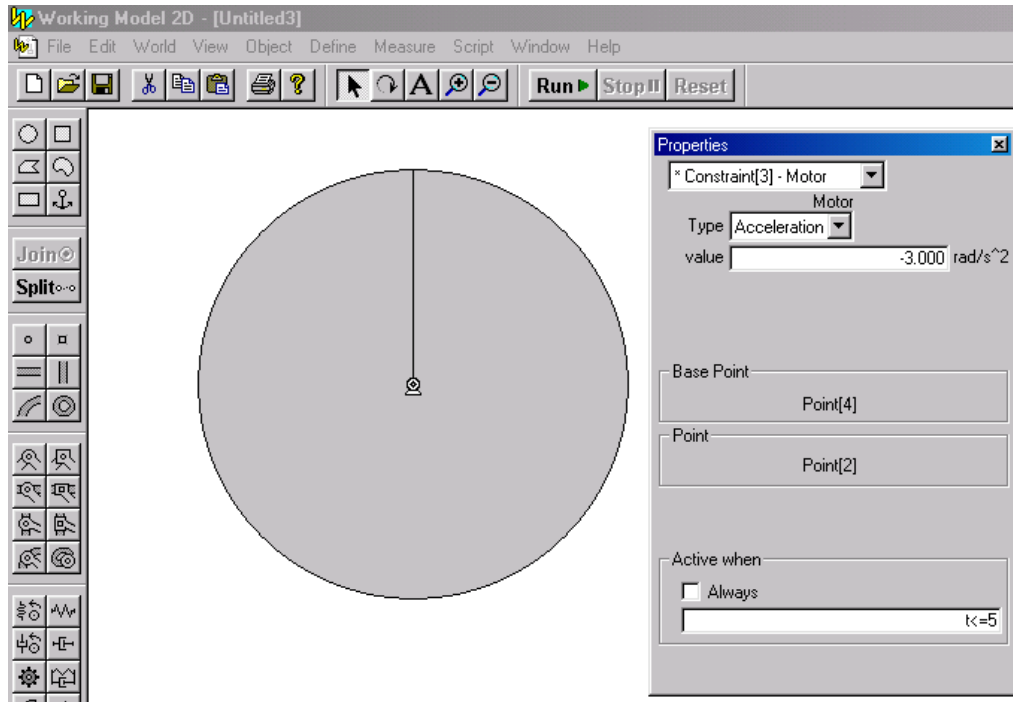 Working Model 2D - [Untitled3]
File Edit World View Object Define Measure Script Window Help
A Run Stop Reset
Properties
* Constraint[3] - Motor
Motor
Type Acceleration
value -3.000 rad/s^2
Join
Split
Base Point
Point[4]
Point
Point[2]
Active when
Always
t<=5